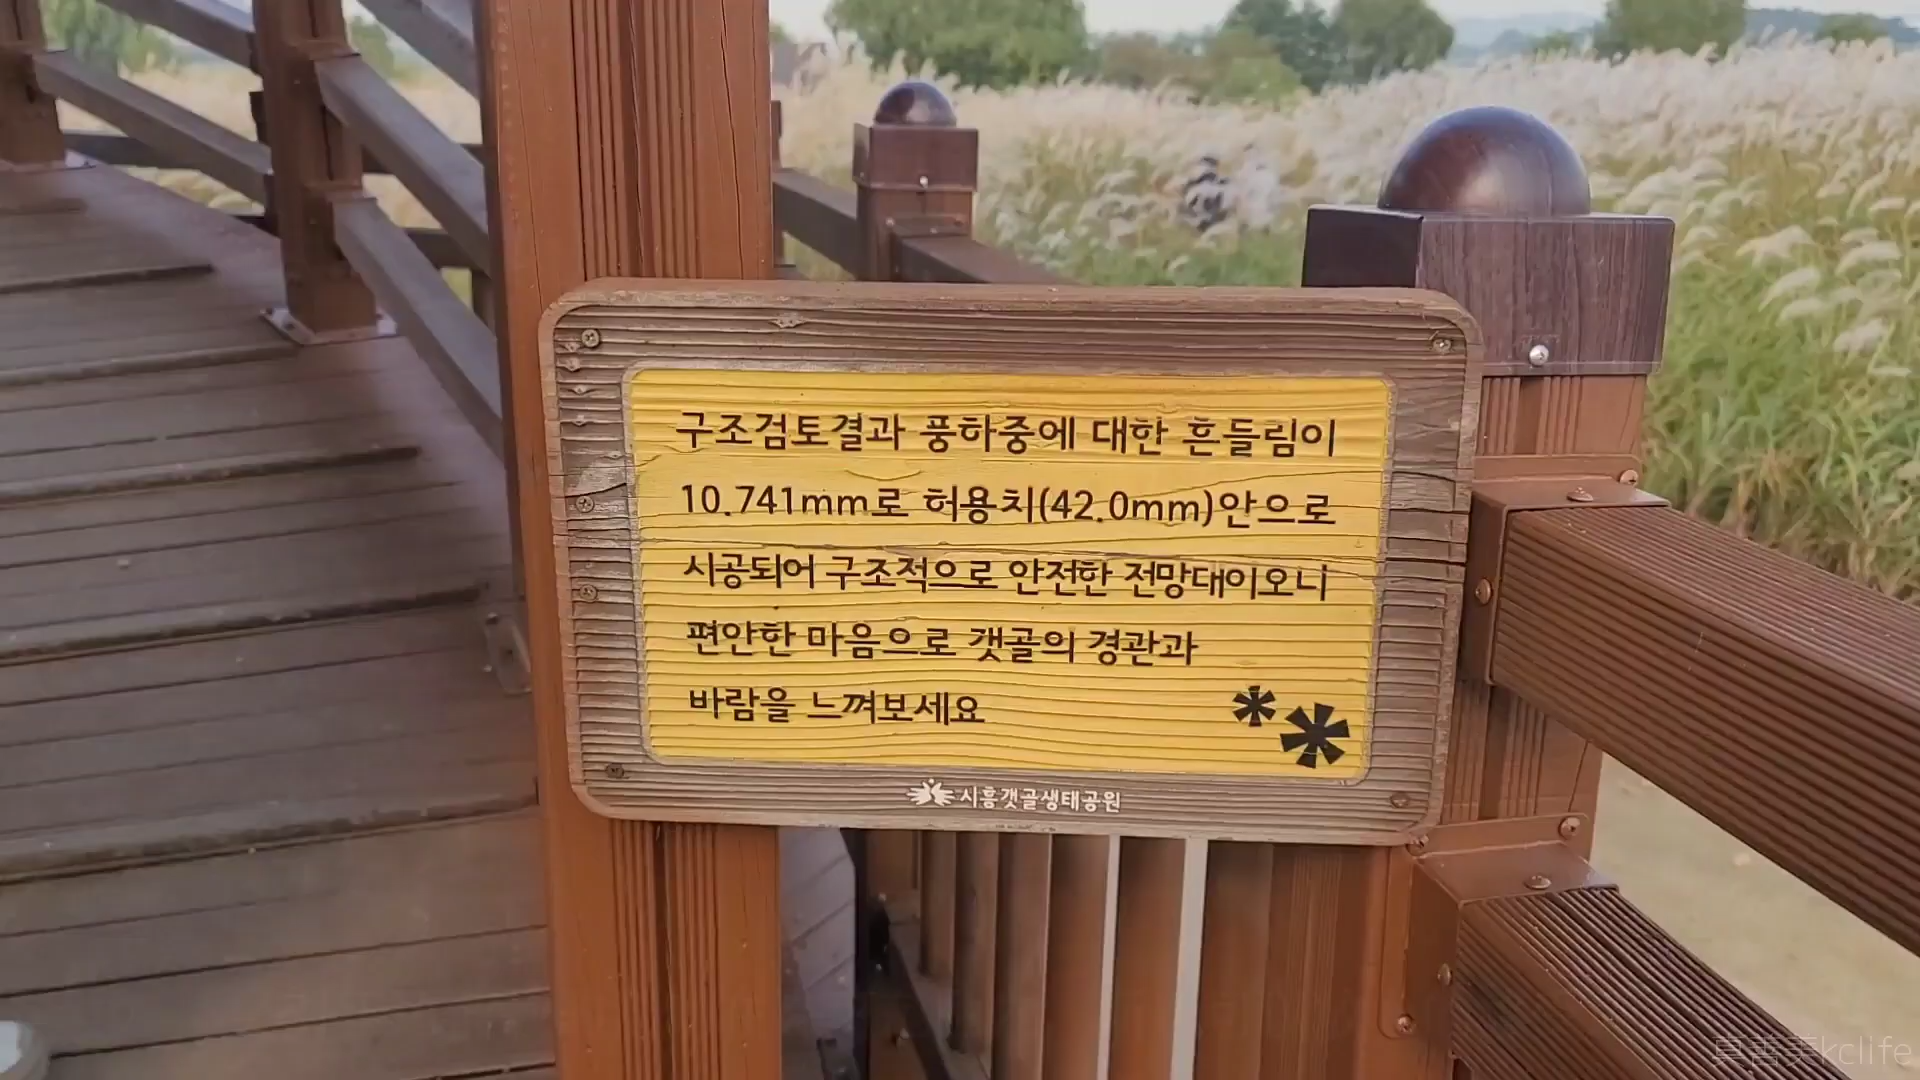 구조검토결과 풍하중에 대한 흔들림이
10.741mm로 허용치(42.0mm)안으로
시공되어 구조적으로 안전한 전망대이오니
편안한 마음으로 갯골의 경관과
바람을 느껴보세요
시흥갯골생태공원
kclife